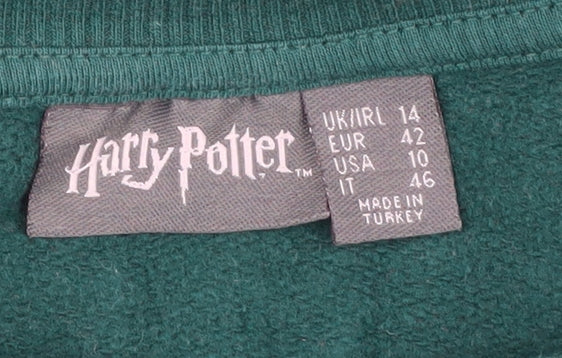 Harry Potter™
UK/IRL 14
EUR 42
USA 10
IT 46
MADE IN
TURKEY